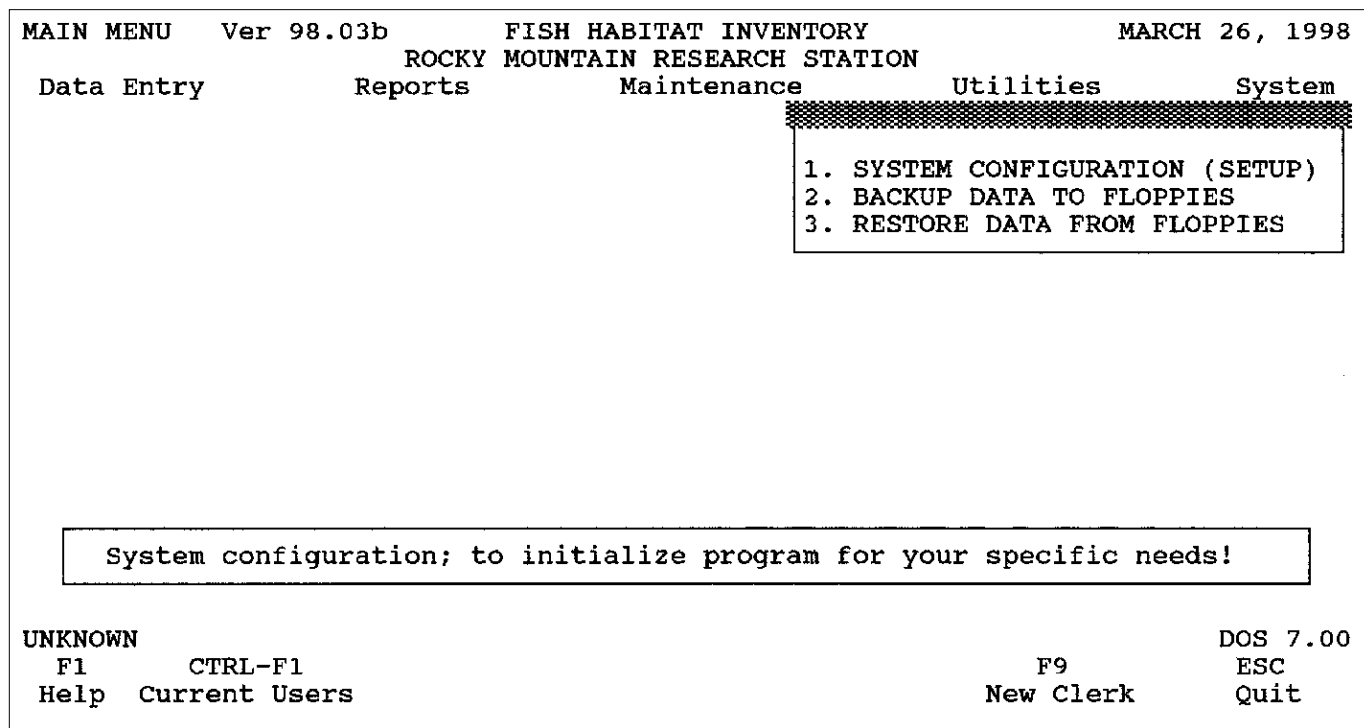 MAIN MENU Ver 98.03b FISH HABITAT INVENTORY MARCH 26, 1998
ROCKY MOUNTAIN RESEARCH STATION
Data Entry Reports Maintenance Utilities System
1. SYSTEM CONFIGURATION (SETUP)
2. BACKUP DATA TO FLOPPIES
3. RESTORE DATA FROM FLOPPIES
System configuration; to initialize program for your specific needs!
UNKNOWN DOS 7.00
F1 CTRL-F1 F9 ESC
Help Current Users New Clerk Quit